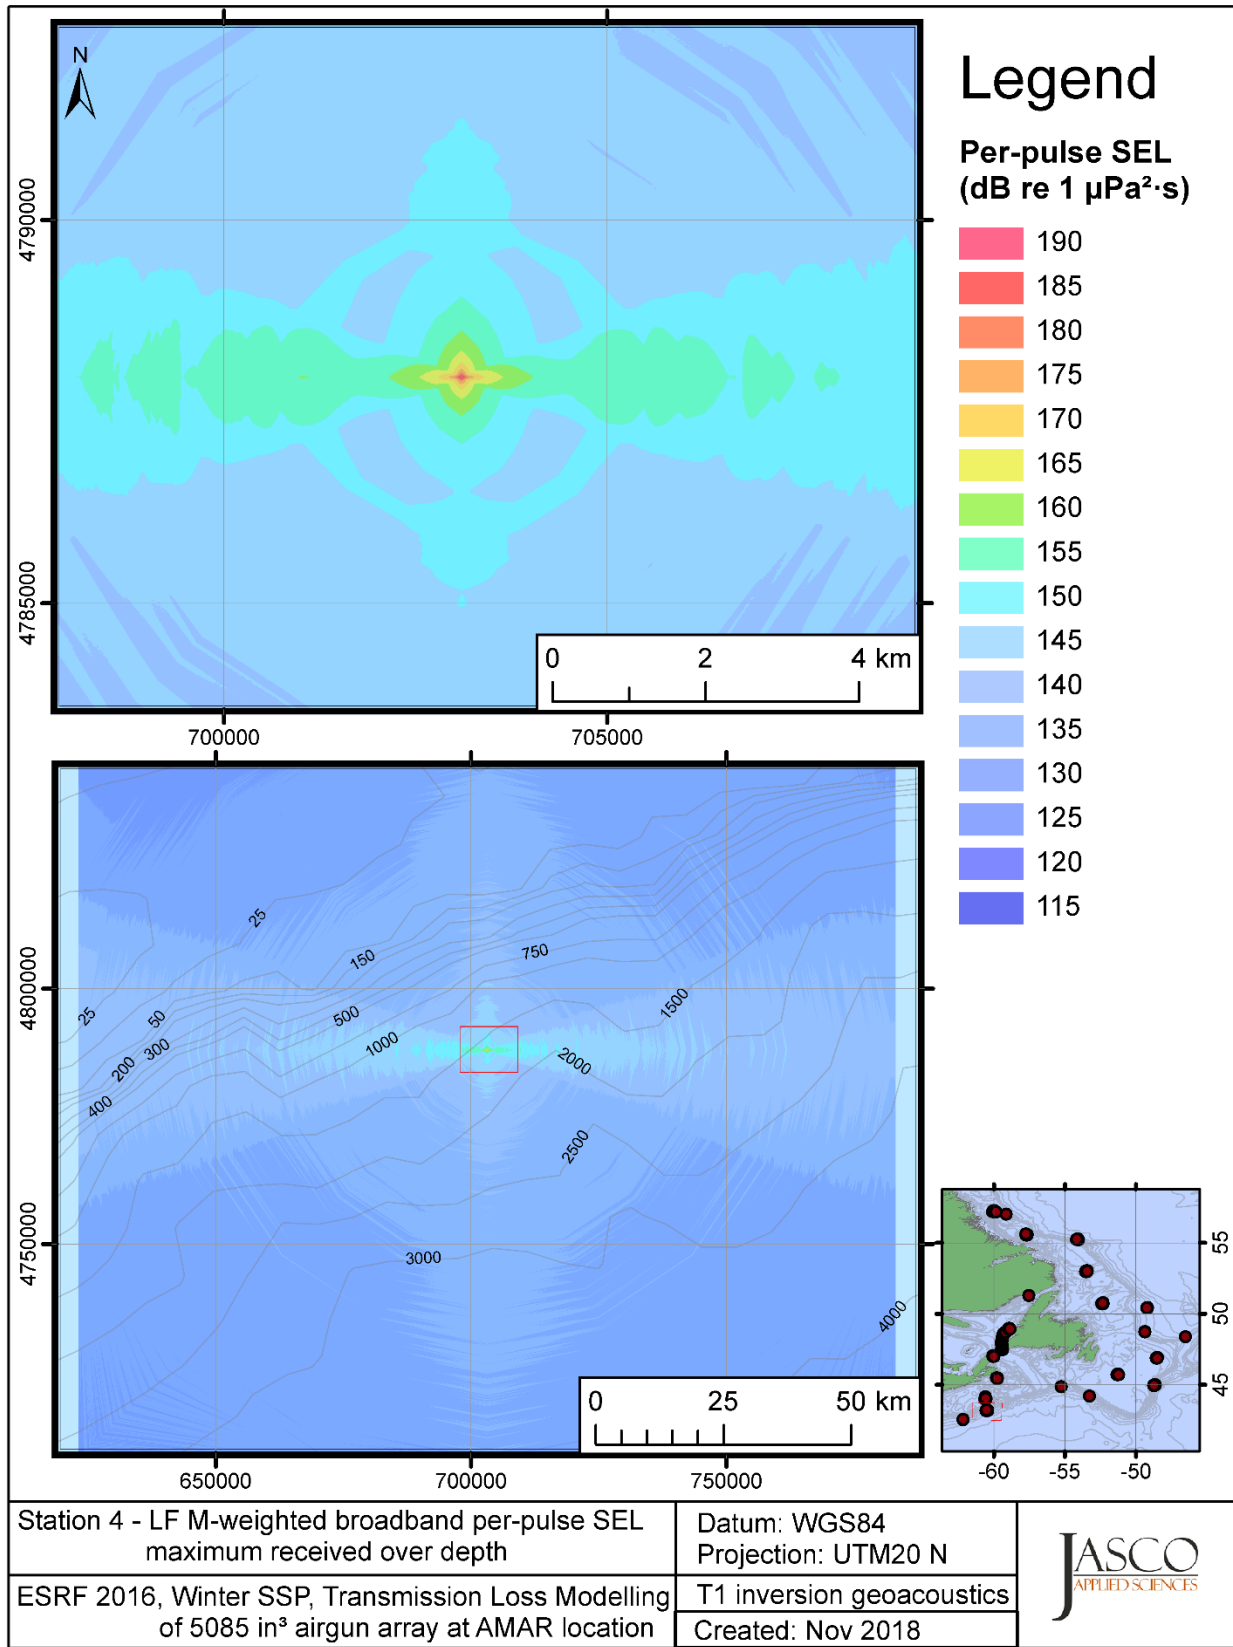 N
4790000
4785000
0 2 4 km
700000 705000
Legend
Per-pulse SEL
(dB re 1 µPa²·s)
190
185
180
175
170
165
160
155
150
145
140
135
130
125
120
115
4800000
4750000
25
150
750
25
50
500
1500
300
1000
200
2000
400
2500
3000
4000
0 25 50 km
650000 700000 750000
55
50
45
-60 -55 -50
Station 4 - LF M-weighted broadband per-pulse SEL
maximum received over depth
ESRF 2016, Winter SSP, Transmission Loss Modelling
of 5085 in³ airgun array at AMAR location
Datum: WGS84
Projection: UTM20 N
T1 inversion geoacoustics
Created: Nov 2018
JASCO
APPLIED SCIENCES